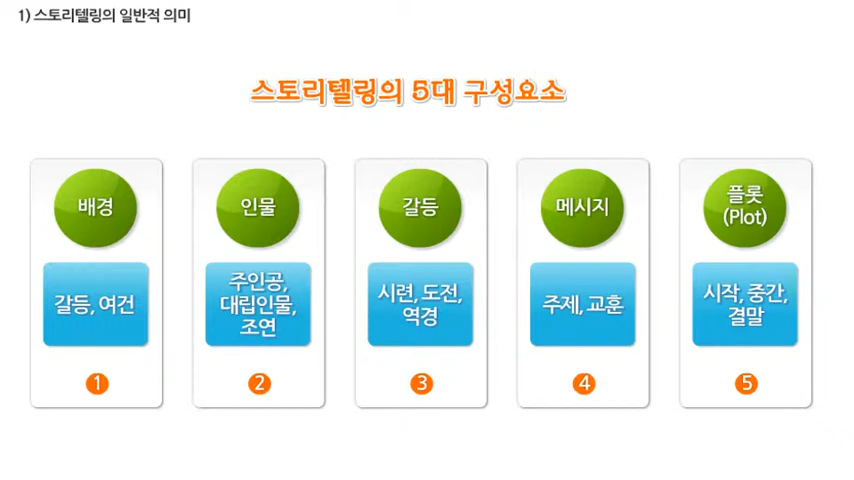 1) 스토리텔링의 일반적 의미
스토리텔링의 5대 구성요소
배경
갈등, 여건
1
인물
주인공,
대립인물,
조연
2
갈등
시련, 도전,
역경
3
메시지
주제, 교훈
4
플롯
(Plot)
시작, 중간,
결말
5